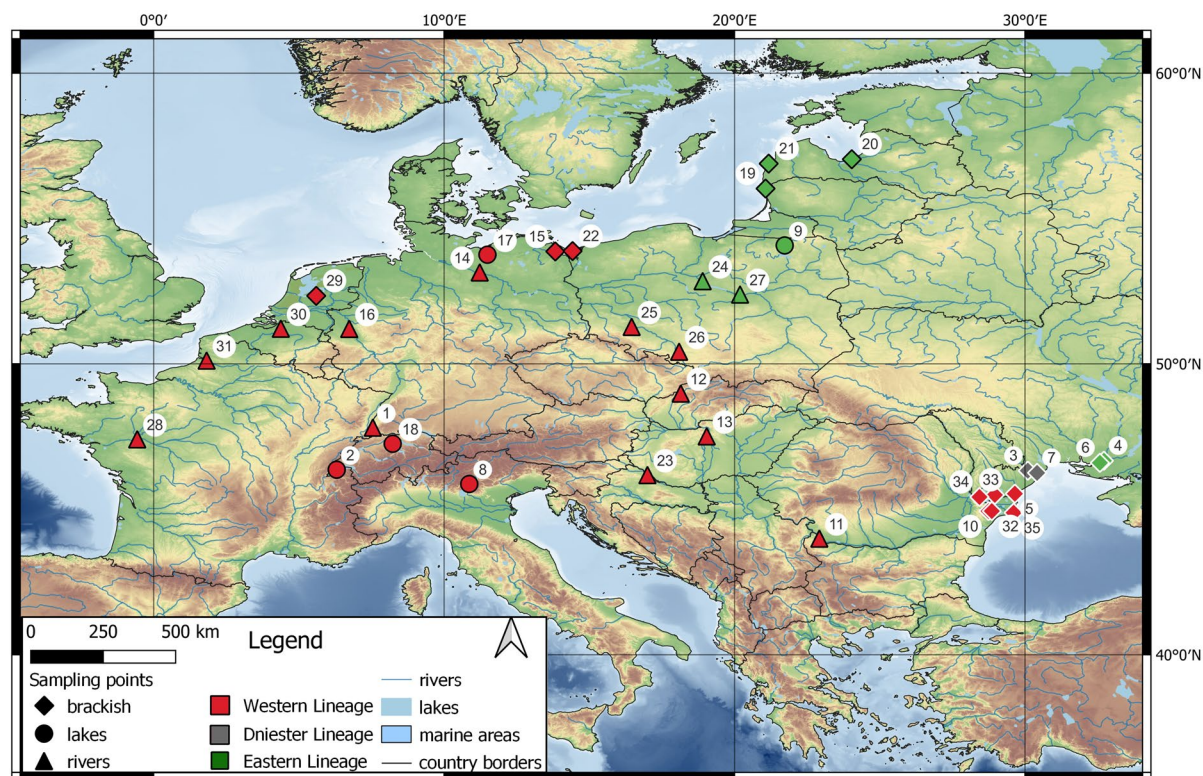 0°0' 10°0'E 20°0'E 30°0'E
60°0'N
21 20
19
17 15 22 9
14
24 27
29
30 16 25
26
50°0'N
31
12
1
28 18 13
2 6 4
8 23 3 7
34 33
5
11 10 32 35
0 250 500 km Legend
40°0'N
Sampling points rivers
brackish Western Lineage lakes
lakes Dniester Lineage marine areas
rivers Eastern Lineage country borders